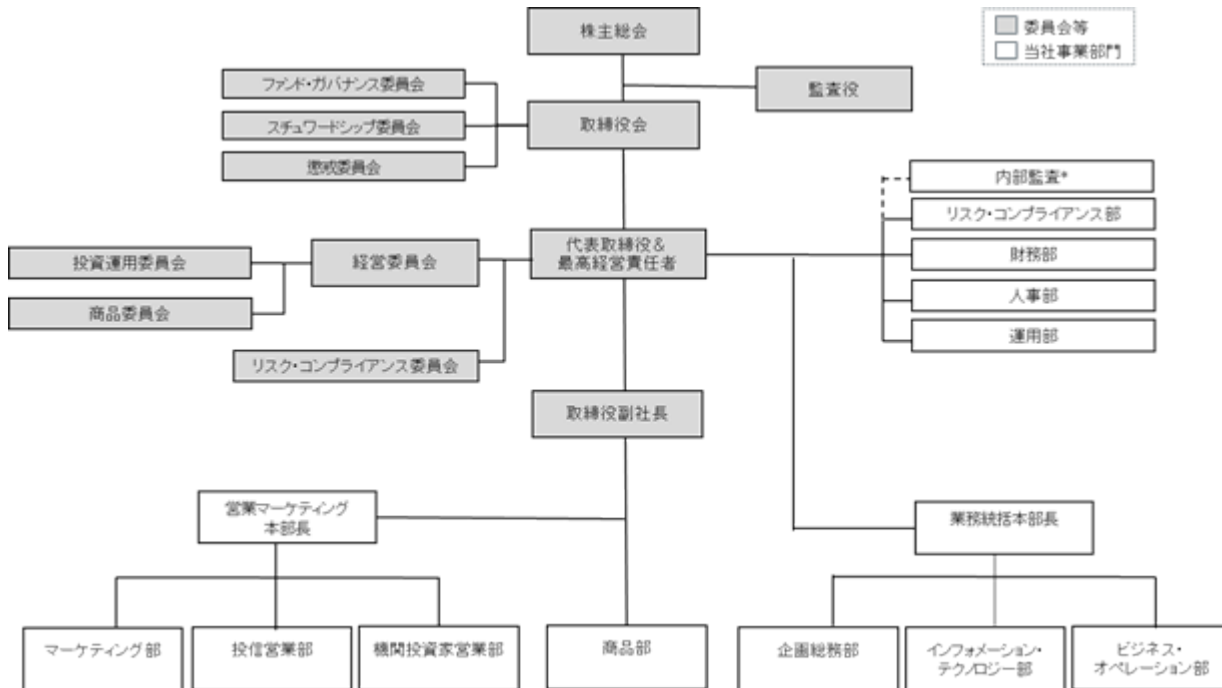 株主総会
委員会等
当社事業部門
ファンド・ガバナンス委員会
監査役
スチュワードシップ委員会
取締役会
懲戒委員会
内部監査*
リスク・コンプライアンス部
代表取締役&
最高経営責任者
経営委員会
投資運用委員会
財務部
商品委員会
人事部
運用部
リスク・コンプライアンス委員会
取締役副社長
営業マーケティング
本部長
業務統括本部長
マーケティング部
投信営業部
機関投資家営業部
商品部
企画総務部
インフォメーション・
テクノロジー部
ビジネス・
オペレーション部